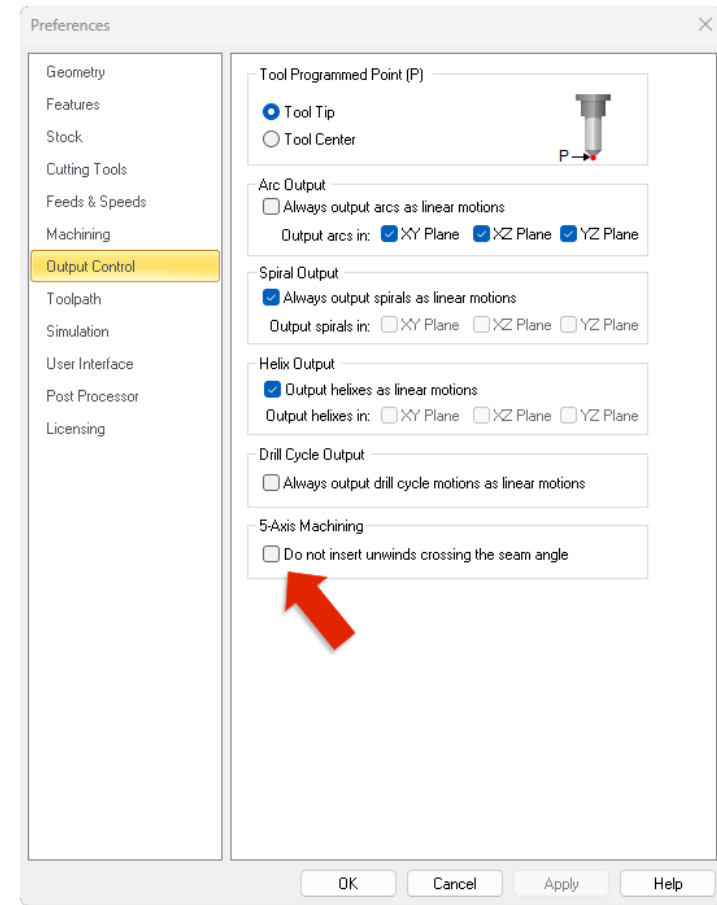 Preferences
Geometry
Features
Stock
Cutting Tools
Feeds & Speeds
Machining
Output Control
Toolpath
Simulation
User Interface
Post Processor
Licensing
Tool Programmed Point (P)
Tool Tip
Tool Center
P
Arc Output
Always output arcs as linear motions
Output arcs in: XY Plane XZ Plane YZ Plane
Spiral Output
Always output spirals as linear motions
Output spirals in: XY Plane XZ Plane YZ Plane
Helix Output
Output helixes as linear motions
Output helixes in: XY Plane XZ Plane YZ Plane
Drill Cycle Output
Always output drill cycle motions as linear motions
5-Axis Machining
Do not insert unwinds crossing the seam angle
OK Cancel Apply Help